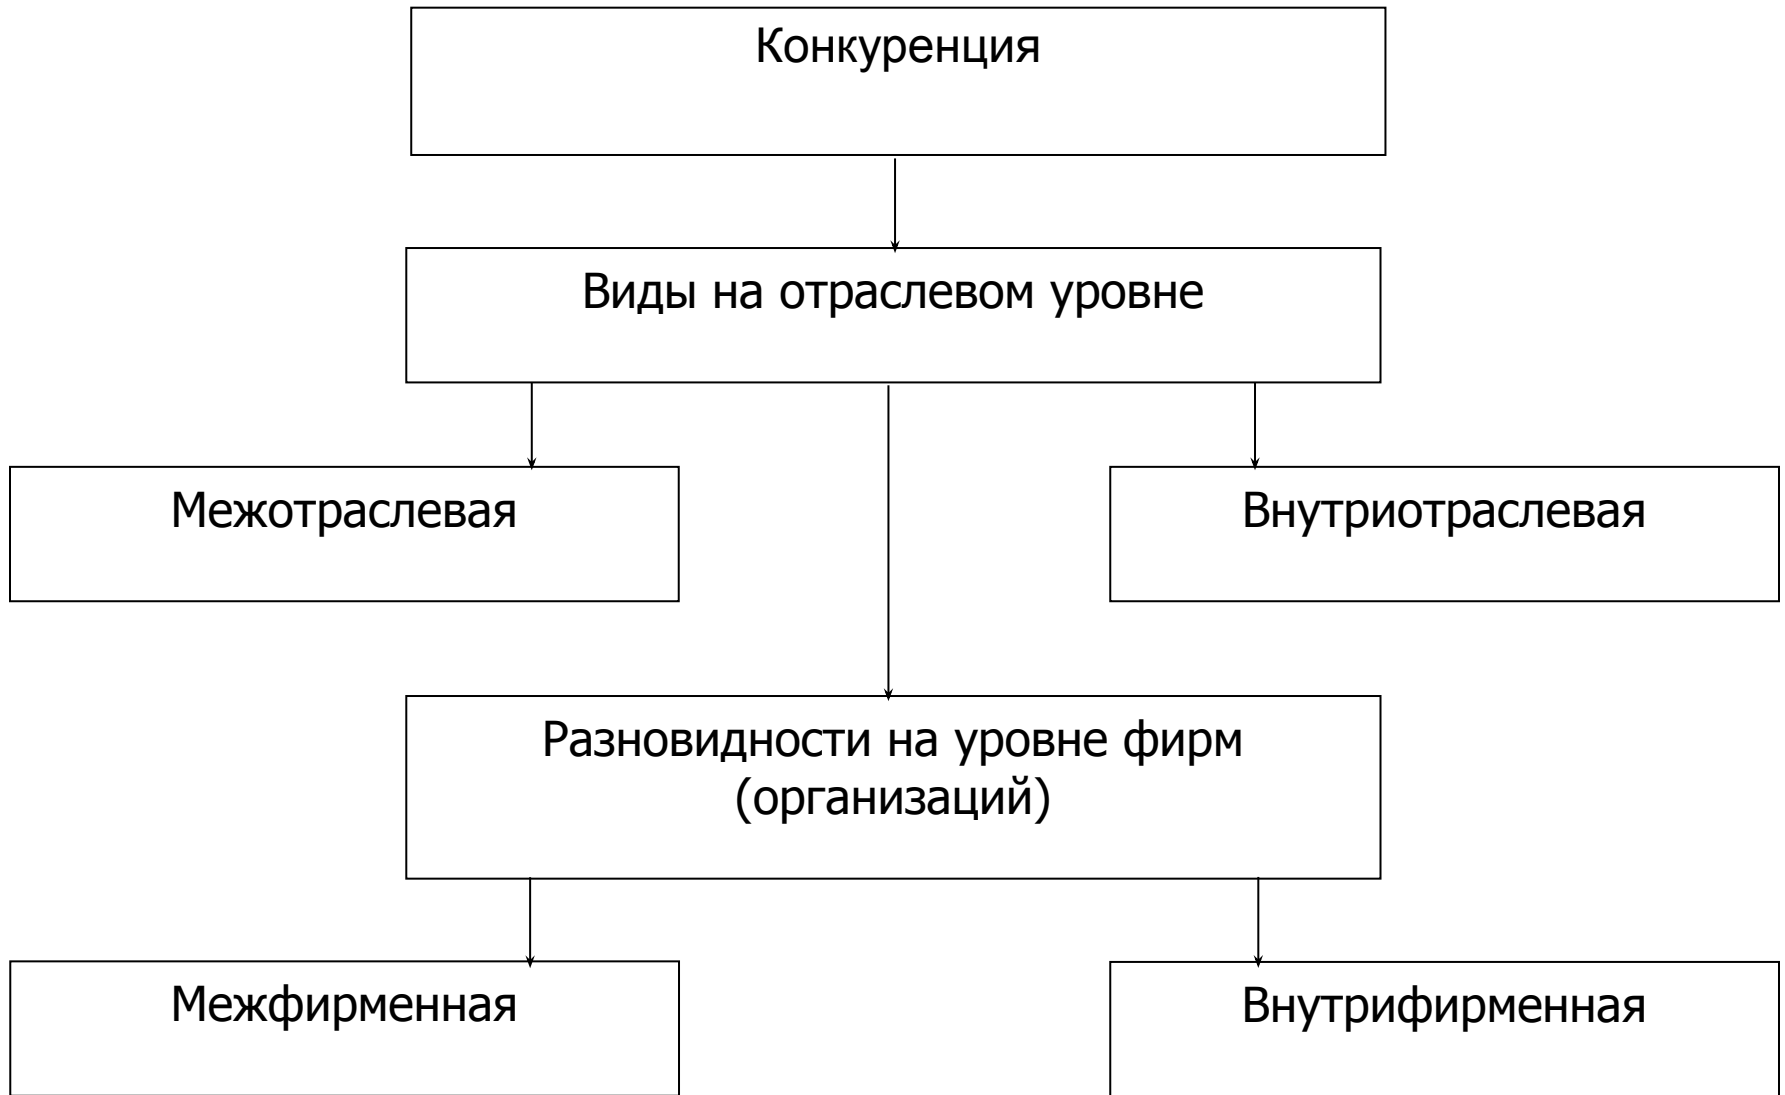 Конкуренция
Виды на отраслевом уровне
Межотраслевая
Внутриотраслевая
Разновидности на уровне фирм
(организаций)
Межфирменная
Внутрифирменная